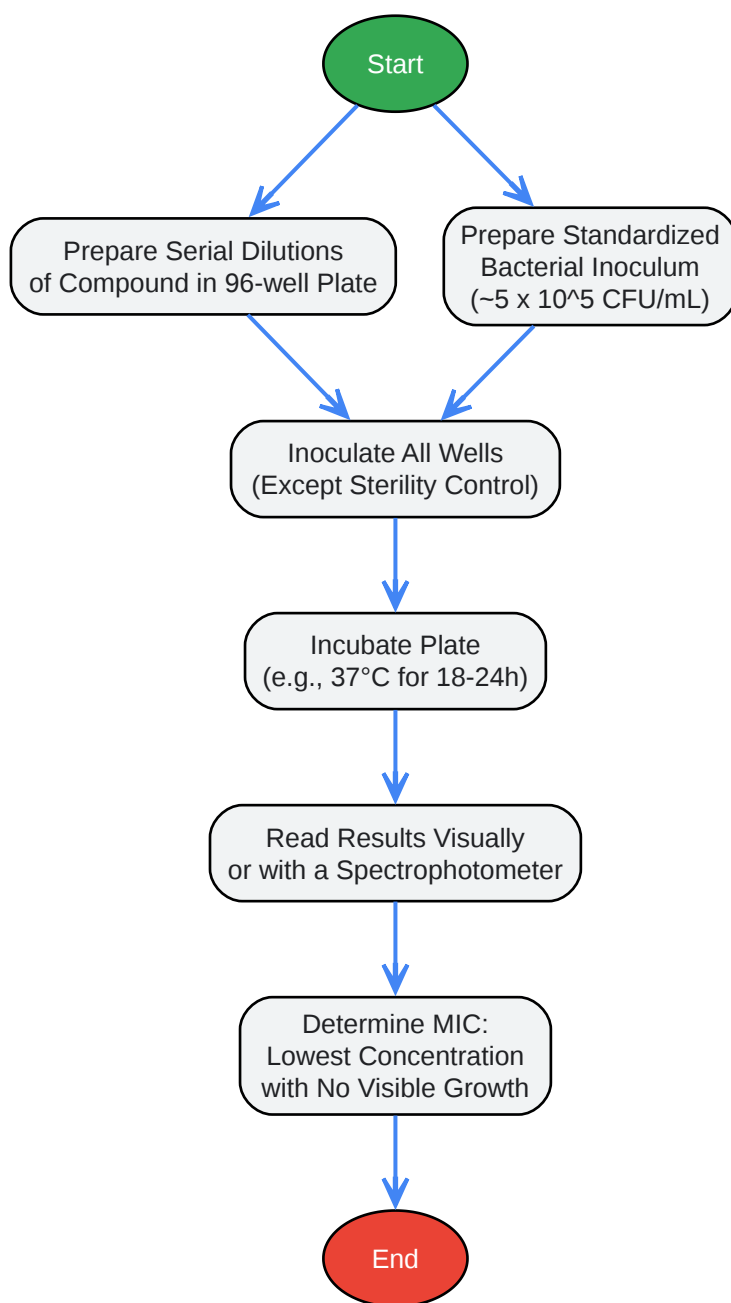 Start
Prepare Serial Dilutions
of Compound in 96-well Plate
Prepare Standardized
Bacterial Inoculum
(~5 x 10^5 CFU/mL)
Inoculate All Wells
(Except Sterility Control)
Incubate Plate
(e.g., 37°C for 18-24h)
Read Results Visually
or with a Spectrophotometer
Determine MIC:
Lowest Concentration
with No Visible Growth
End